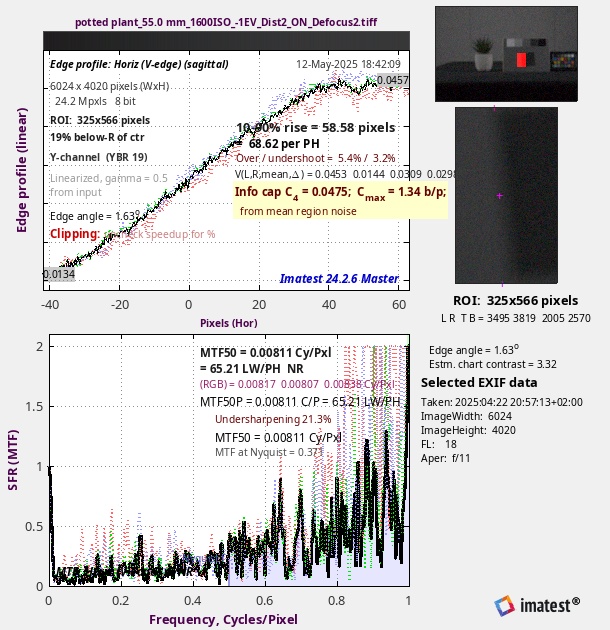 potted plant_55.0 mm_1600ISO_-1EV_Dist2_ON_Defocus2.tiff
Edge profile: Horiz (V-edge) (sagittal)
12-May-2025 18:42:09
0.0457
6024 x 4020 pixels (WxH)
24.2 Mpxls 8 bit
ROI: 325x566 pixels
19% below-R of ctr
Y-channel (YBR 19)
Linearized, gamma = 0.5
from input
Edge angle = 1.63°
Clipping:
speedup for %
10-90% rise = 58.58 pixels
= 68.62 per PH
Over / undershoot = 5.4% / 3.2%
V(L,R,mean,Δ) = 0.0453 0.0144 0.0309 0.0298
Info cap C4 = 0.0475; Cmax = 1.34 b/p;
from mean region noise
0.0134
Imatest 24.2.6 Master
Edge profile (linear)
-40 -20 0 20 40 60
Pixels (Hor)
ROI: 325x566 pixels
L R T B = 3495 3819 2005 2570
Edge angle = 1.63°
Estm. chart contrast = 3.32
Selected EXIF data
Taken: 2025:04:22 20:57:13+02:00
ImageWidth: 6024
ImageHeight: 4020
FL: 18
Aper: f/11
MTF50 = 0.00811 Cy/Pxl
= 65.21 LW/PH NR
(RGB) = 0.00817 0.00807 0.00838 Cy/Pxl
MTF50P = 0.00811 C/P = 65.21 LW/PH
Undersharpening 21.3%
MTF50 = 0.00811 Cy/Pxl
MTF at Nyquist = 0.371
SFR (MTF)
2
1.5
1
0.5
0
0 0.2 0.4 0.6 0.8 1
Frequency, Cycles/Pixel
imatest®